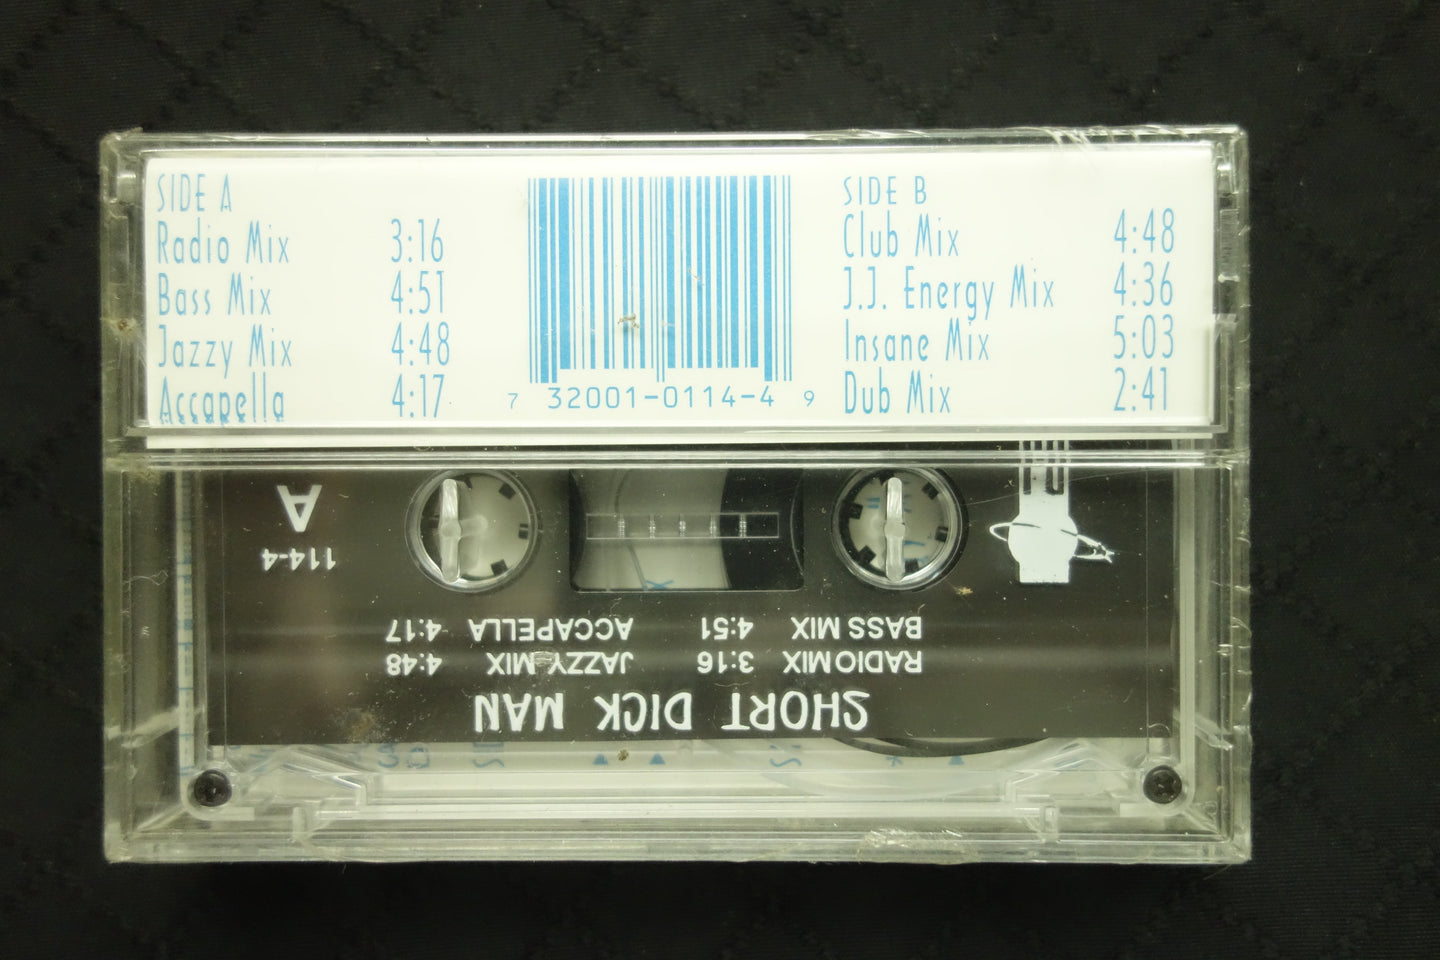 SIDE A
Radio Mix 3:16
Bass Mix 4:51
Jazzy Mix 4:48
Accapella 4:17
7 32001-0114-4 9
SIDE B
Club Mix 4:48
J.J. Energy Mix 4:36
Insane Mix 5:03
Dub Mix 2:41
SHORT DICK MAN
RADIO MIX 3:16 JAZZY MIX 4:48
BASS MIX 4:51 ACCAPELLA 4:17
114-4
A